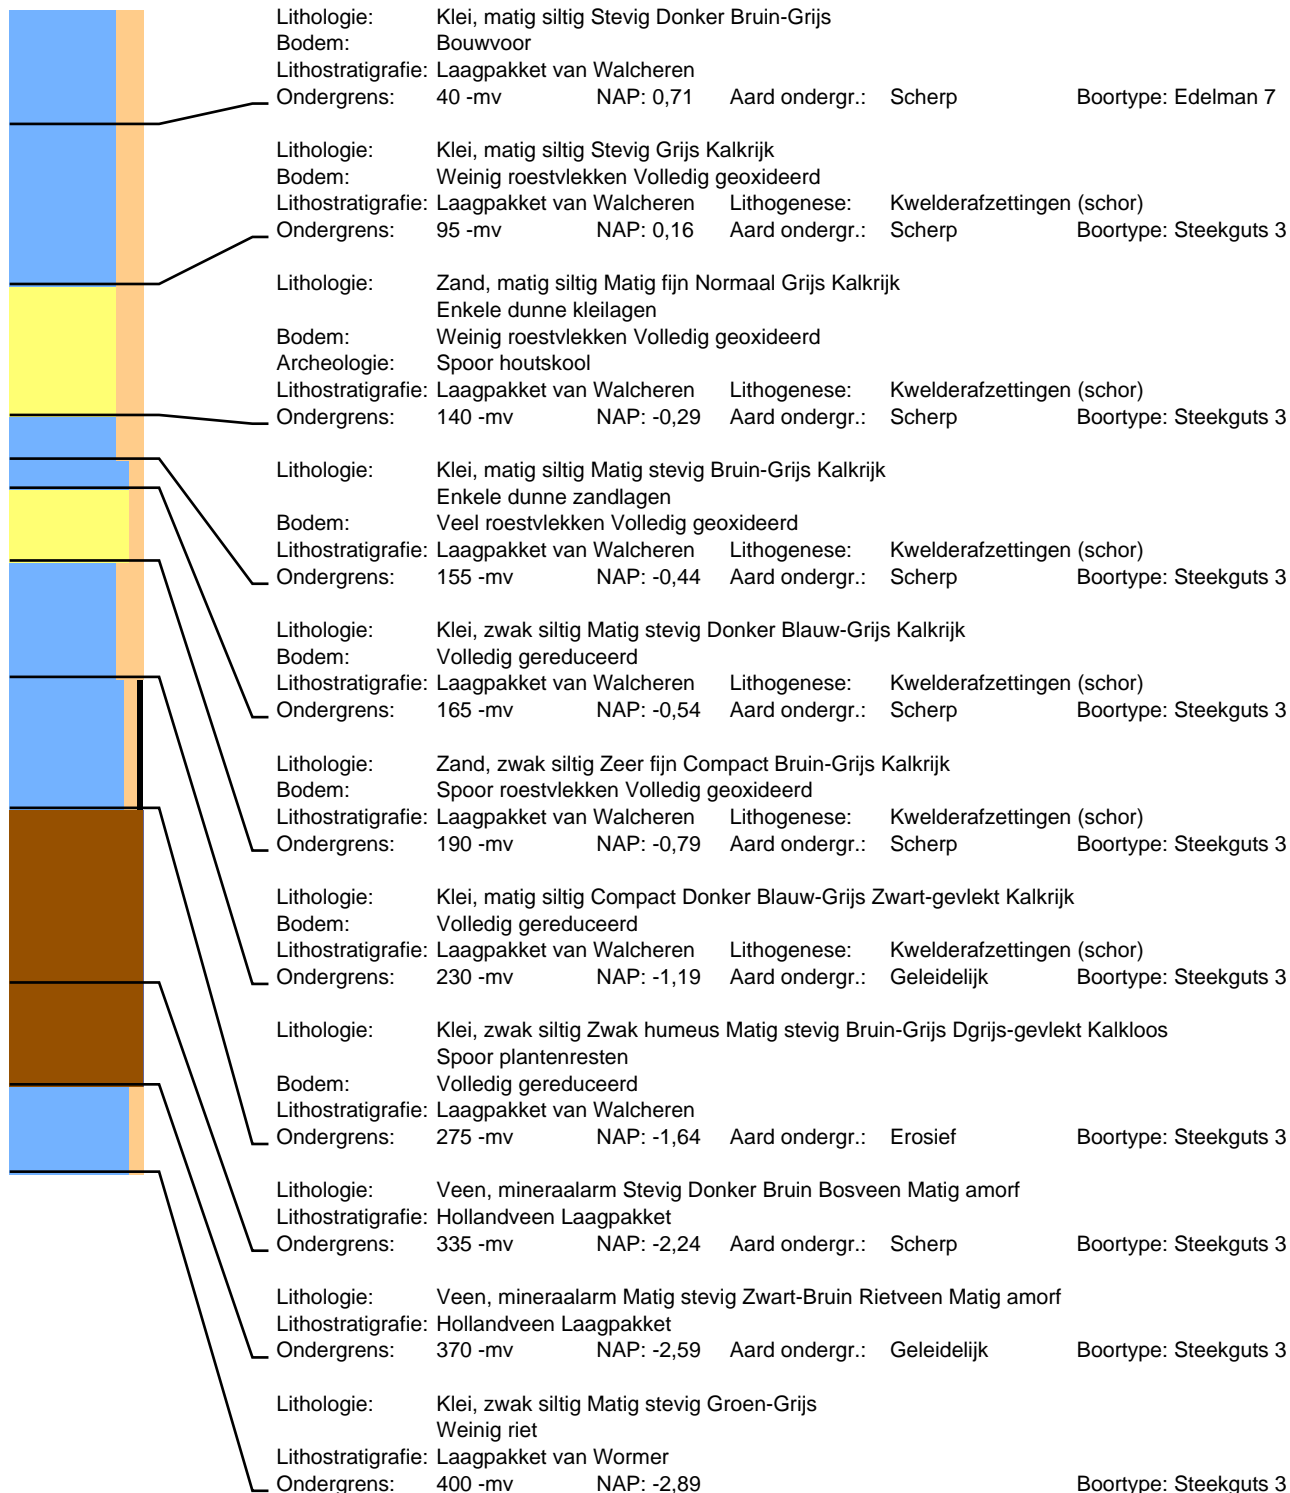 Lithologie: Klei, matig siltig Stevig Donker Bruin-Grijs
Bodem: Bouwvoor
Lithostratigrafie: Laagpakket van Walcheren
Ondergrens: 40 -mv NAP: 0,71 Aard ondergr.: Scherp Boortype: Edelman 7
Lithologie: Klei, matig siltig Stevig Grijs Kalkrijk
Bodem: Weinig roestvlekken Volledig geoxideerd
Lithostratigrafie: Laagpakket van Walcheren Lithogenese: Kwelderafzettingen (schor)
Ondergrens: 95 -mv NAP: 0,16 Aard ondergr.: Scherp Boortype: Steekguts 3
Lithologie: Zand, matig siltig Matig fijn Normaal Grijs Kalkrijk
Enkele dunne kleilagen
Bodem: Weinig roestvlekken Volledig geoxideerd
Archeologie: Spoor houtskool
Lithostratigrafie: Laagpakket van Walcheren Lithogenese: Kwelderafzettingen (schor)
Ondergrens: 140 -mv NAP: -0,29 Aard ondergr.: Scherp Boortype: Steekguts 3
Lithologie: Klei, matig siltig Matig stevig Bruin-Grijs Kalkrijk
Enkele dunne zandlagen
Bodem: Veel roestvlekken Volledig geoxideerd
Lithostratigrafie: Laagpakket van Walcheren Lithogenese: Kwelderafzettingen (schor)
Ondergrens: 155 -mv NAP: -0,44 Aard ondergr.: Scherp Boortype: Steekguts 3
Lithologie: Klei, zwak siltig Matig stevig Donker Blauw-Grijs Kalkrijk
Bodem: Volledig gereduceerd
Lithostratigrafie: Laagpakket van Walcheren Lithogenese: Kwelderafzettingen (schor)
Ondergrens: 165 -mv NAP: -0,54 Aard ondergr.: Scherp Boortype: Steekguts 3
Lithologie: Zand, zwak siltig Zeer fijn Compact Bruin-Grijs Kalkrijk
Bodem: Spoor roestvlekken Volledig geoxideerd
Lithostratigrafie: Laagpakket van Walcheren Lithogenese: Kwelderafzettingen (schor)
Ondergrens: 190 -mv NAP: -0,79 Aard ondergr.: Scherp Boortype: Steekguts 3
Lithologie: Klei, matig siltig Compact Donker Blauw-Grijs Zwart-gevlekt Kalkrijk
Bodem: Volledig gereduceerd
Lithostratigrafie: Laagpakket van Walcheren Lithogenese: Kwelderafzettingen (schor)
Ondergrens: 230 -mv NAP: -1,19 Aard ondergr.: Geleidelijk Boortype: Steekguts 3
Lithologie: Klei, zwak siltig Zwak humeus Matig stevig Bruin-Grijs Dgrijs-gevlekt Kalkloos
Spoor plantenresten
Bodem: Volledig gereduceerd
Lithostratigrafie: Laagpakket van Walcheren
Ondergrens: 275 -mv NAP: -1,64 Aard ondergr.: Erosief Boortype: Steekguts 3
Lithologie: Veen, mineraalarm Stevig Donker Bruin Bosveen Matig amorf
Lithostratigrafie: Hollandveen Laagpakket
Ondergrens: 335 -mv NAP: -2,24 Aard ondergr.: Scherp Boortype: Steekguts 3
Lithologie: Veen, mineraalarm Matig stevig Zwart-Bruin Rietveen Matig amorf
Lithostratigrafie: Hollandveen Laagpakket
Ondergrens: 370 -mv NAP: -2,59 Aard ondergr.: Geleidelijk Boortype: Steekguts 3
Lithologie: Klei, zwak siltig Matig stevig Groen-Grijs
Weinig riet
Lithostratigrafie: Laagpakket van Wormer
Ondergrens: 400 -mv NAP: -2,89 Boortype: Steekguts 3